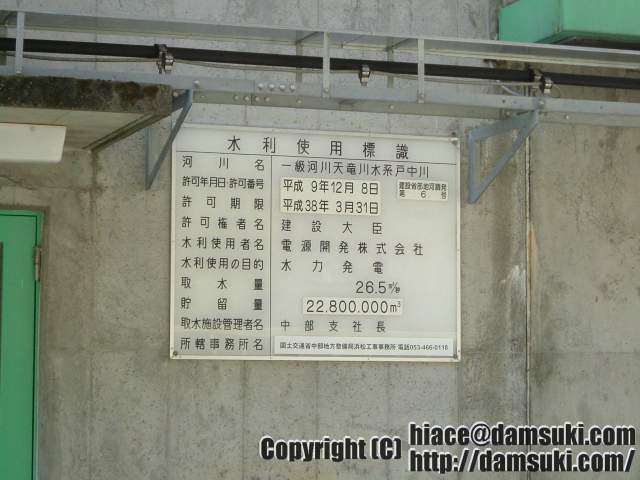 水利使用標識
河川名 一級河川天竜川水系戸中川
許可年月日・許可番号 平成 9年12月 8日 建設省部地河調発 第 6 号
許可期限 平成38年 3月31日
許可権者名 建設大臣
水利使用者名 電源開発株式会社
水利使用の目的 水力発電
取水量 26.5㎥/秒
貯留量 22.800.000m³
取水施設管理者名 中部支社長
所轄事務所名 国土交通省中部地方整備局浜松工事事務所 電話053-466-0118
Copyright (C) hiace@damsuki.com
http://damsuki.com/